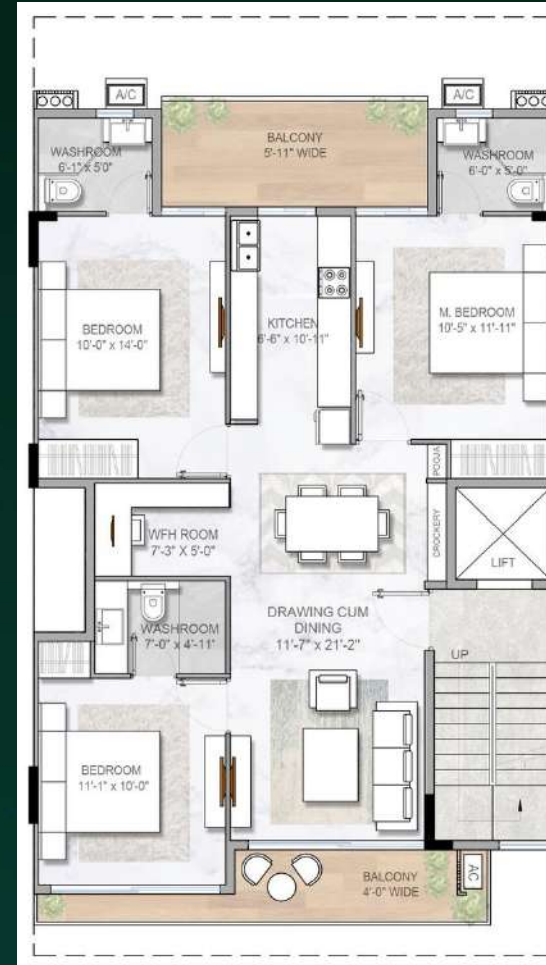 A/C
A/C
WASHROOM
6'-1" x 5'0"
BALCONY
5'-11" WIDE
WASHROOM
6'-0" x 5'-0"
BEDROOM
10'-0" x 14'-0"
KITCHEN
6'-6" x 10'-11"
M. BEDROOM
10'-5" x 11'-11"
POOJA
CROCKERY
WFH ROOM
7'-3" X 5'-0"
LIFT
DRAWING CUM
DINING
11'-7" x 21'-2"
WASHROOM
7'-0" x 4'-11"
UP
BEDROOM
11'-1" x 10'-0"
BALCONY
4'-0" WIDE
AC